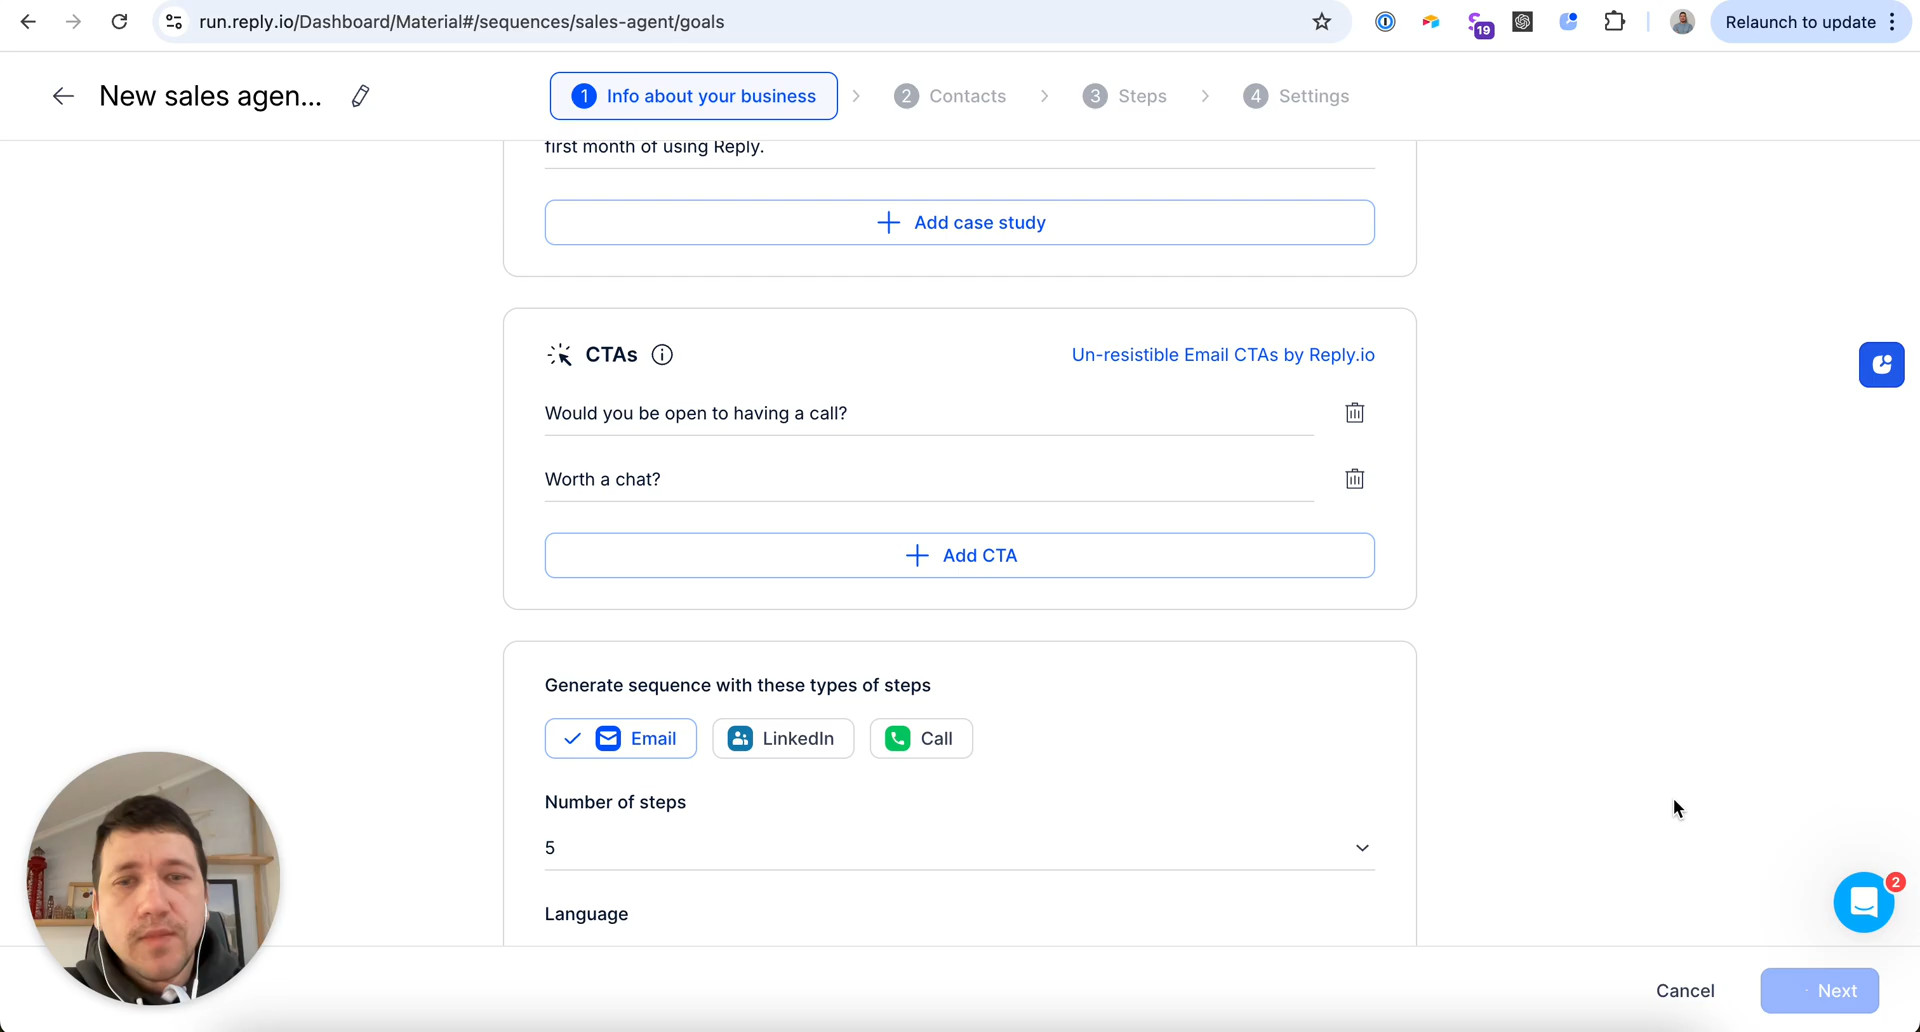 run.reply.io/Dashboard/Material#/sequences/sales-agent/goals
19
Relaunch to update
New sales agen...
1 Info about your business
2 Contacts
3 Steps
4 Settings
first month of using Reply.
Add case study
CTAs
Un-resistible Email CTAs by Reply.io
Would you be open to having a call?
Worth a chat?
Add CTA
Generate sequence with these types of steps
Email
LinkedIn
Call
Number of steps
5
Language
2
Cancel
Next